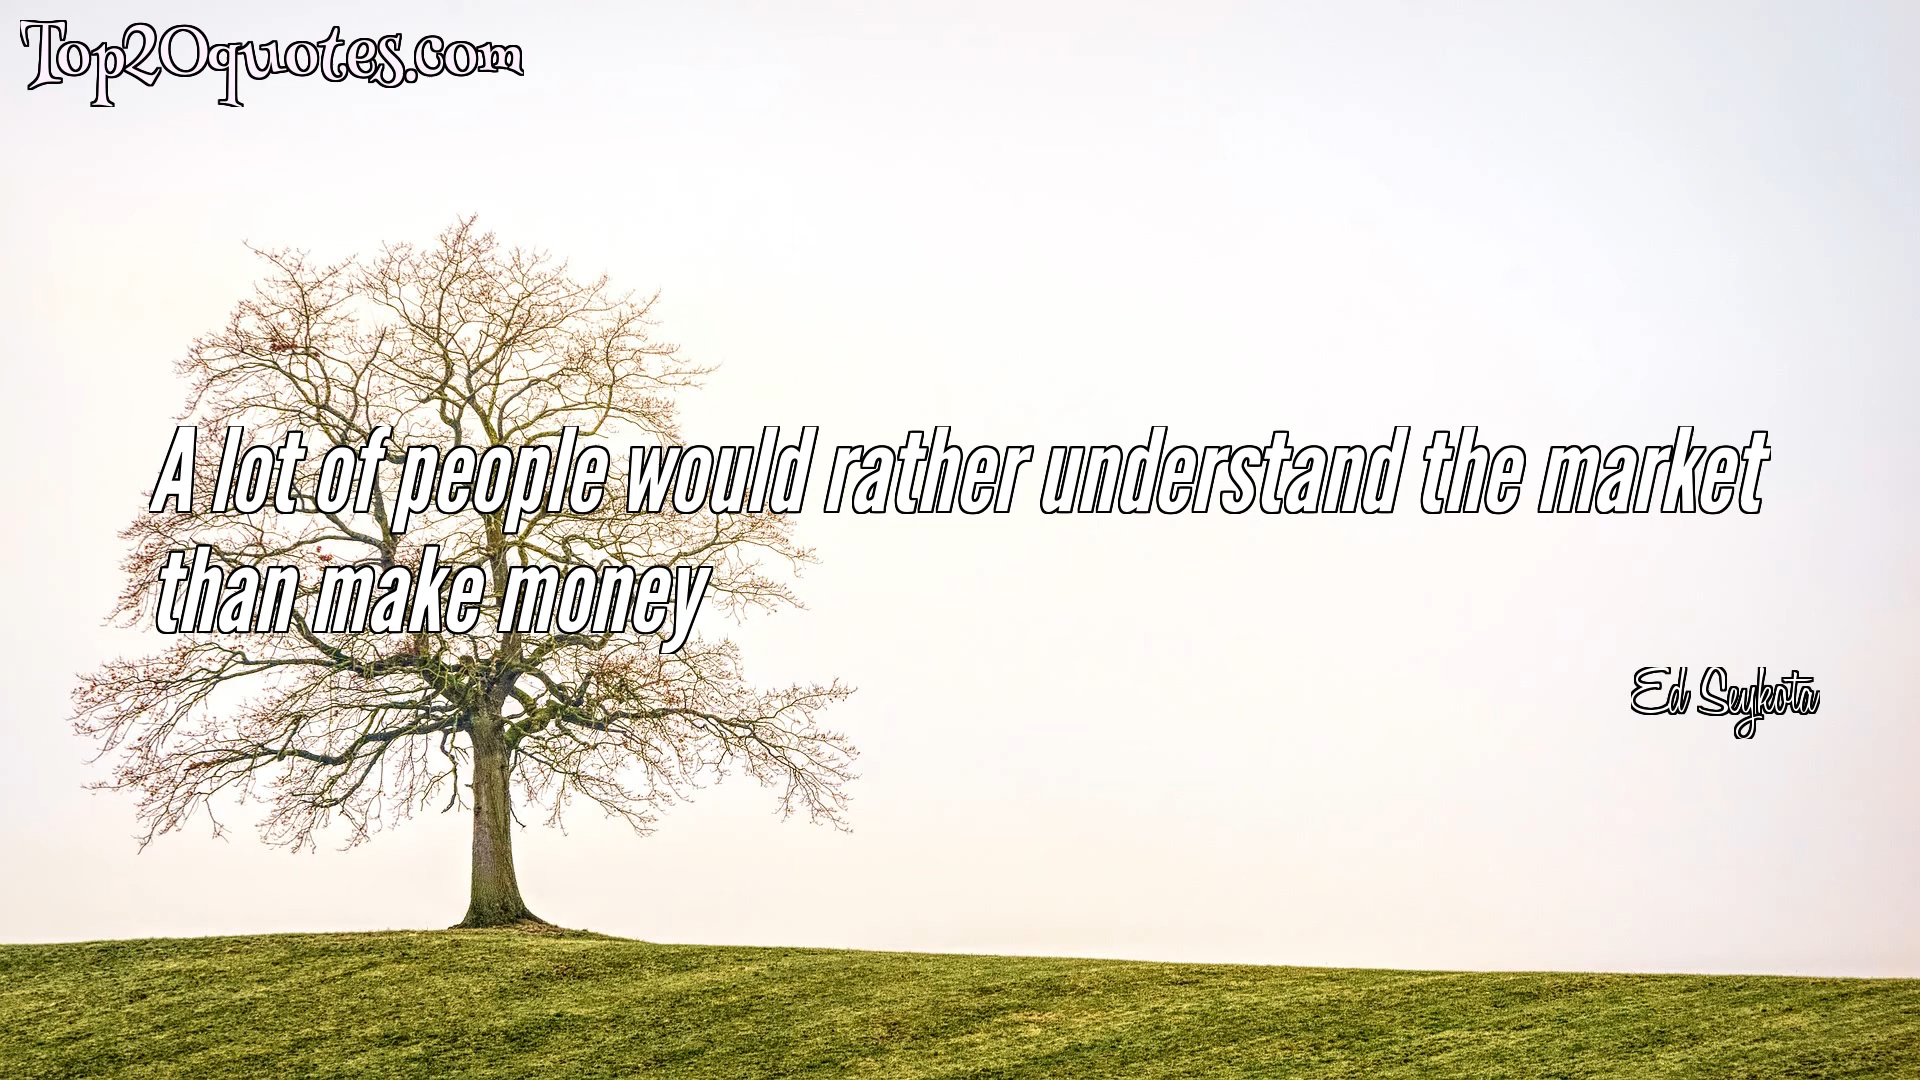 Top20quotes.com
A lot of people would rather understand the market
than make money
Ed Seykota